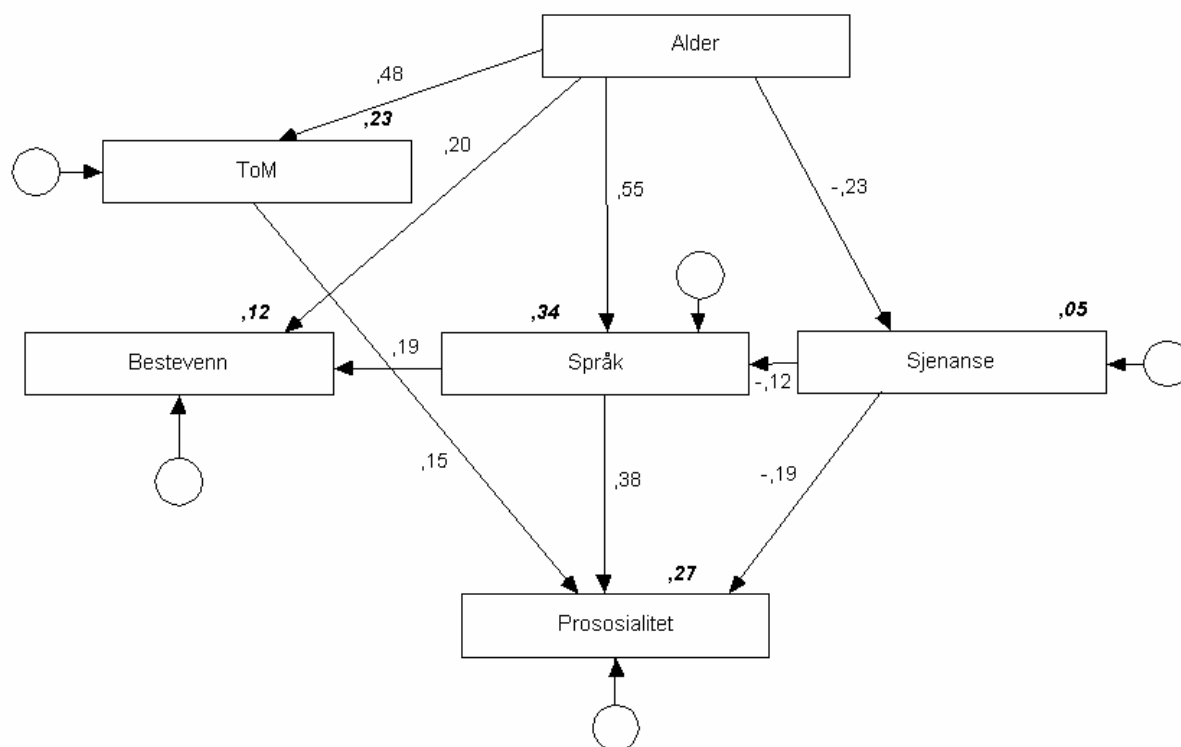 Alder
,48
,23
,20
ToM
,55
-,23
,12
,34
,05
Bestevenn
,19
Språk
-,12
Sjenanse
,15
,38
-,19
,27
Prososialitet